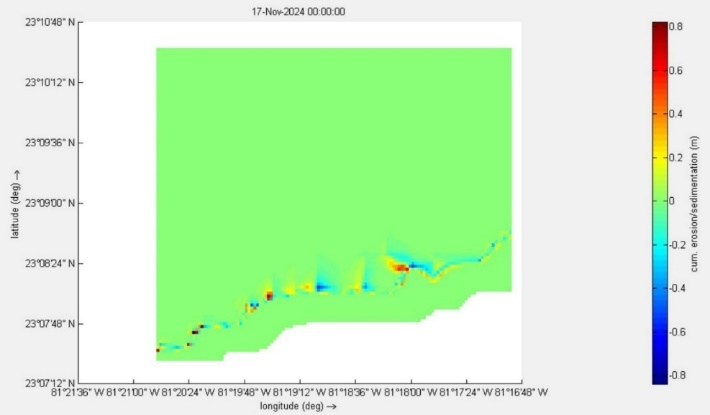 17-Nov-2024 00:00:00
23°10'48" N
23°10'12" N
23°09'36" N
23°09'00" N
23°08'24" N
23°07'48" N
23°07'12" N
latitude (deg) →
81°21'36" W 81°21'00" W 81°20'24" W 81°19'48" W 81°19'12" W 81°18'36" W 81°18'00" W 81°17'24" W 81°16'48" W
longitude (deg) →
0.8
0.6
0.4
0.2
0
-0.2
-0.4
-0.6
-0.8
cum. erosion/sedimentation (m)